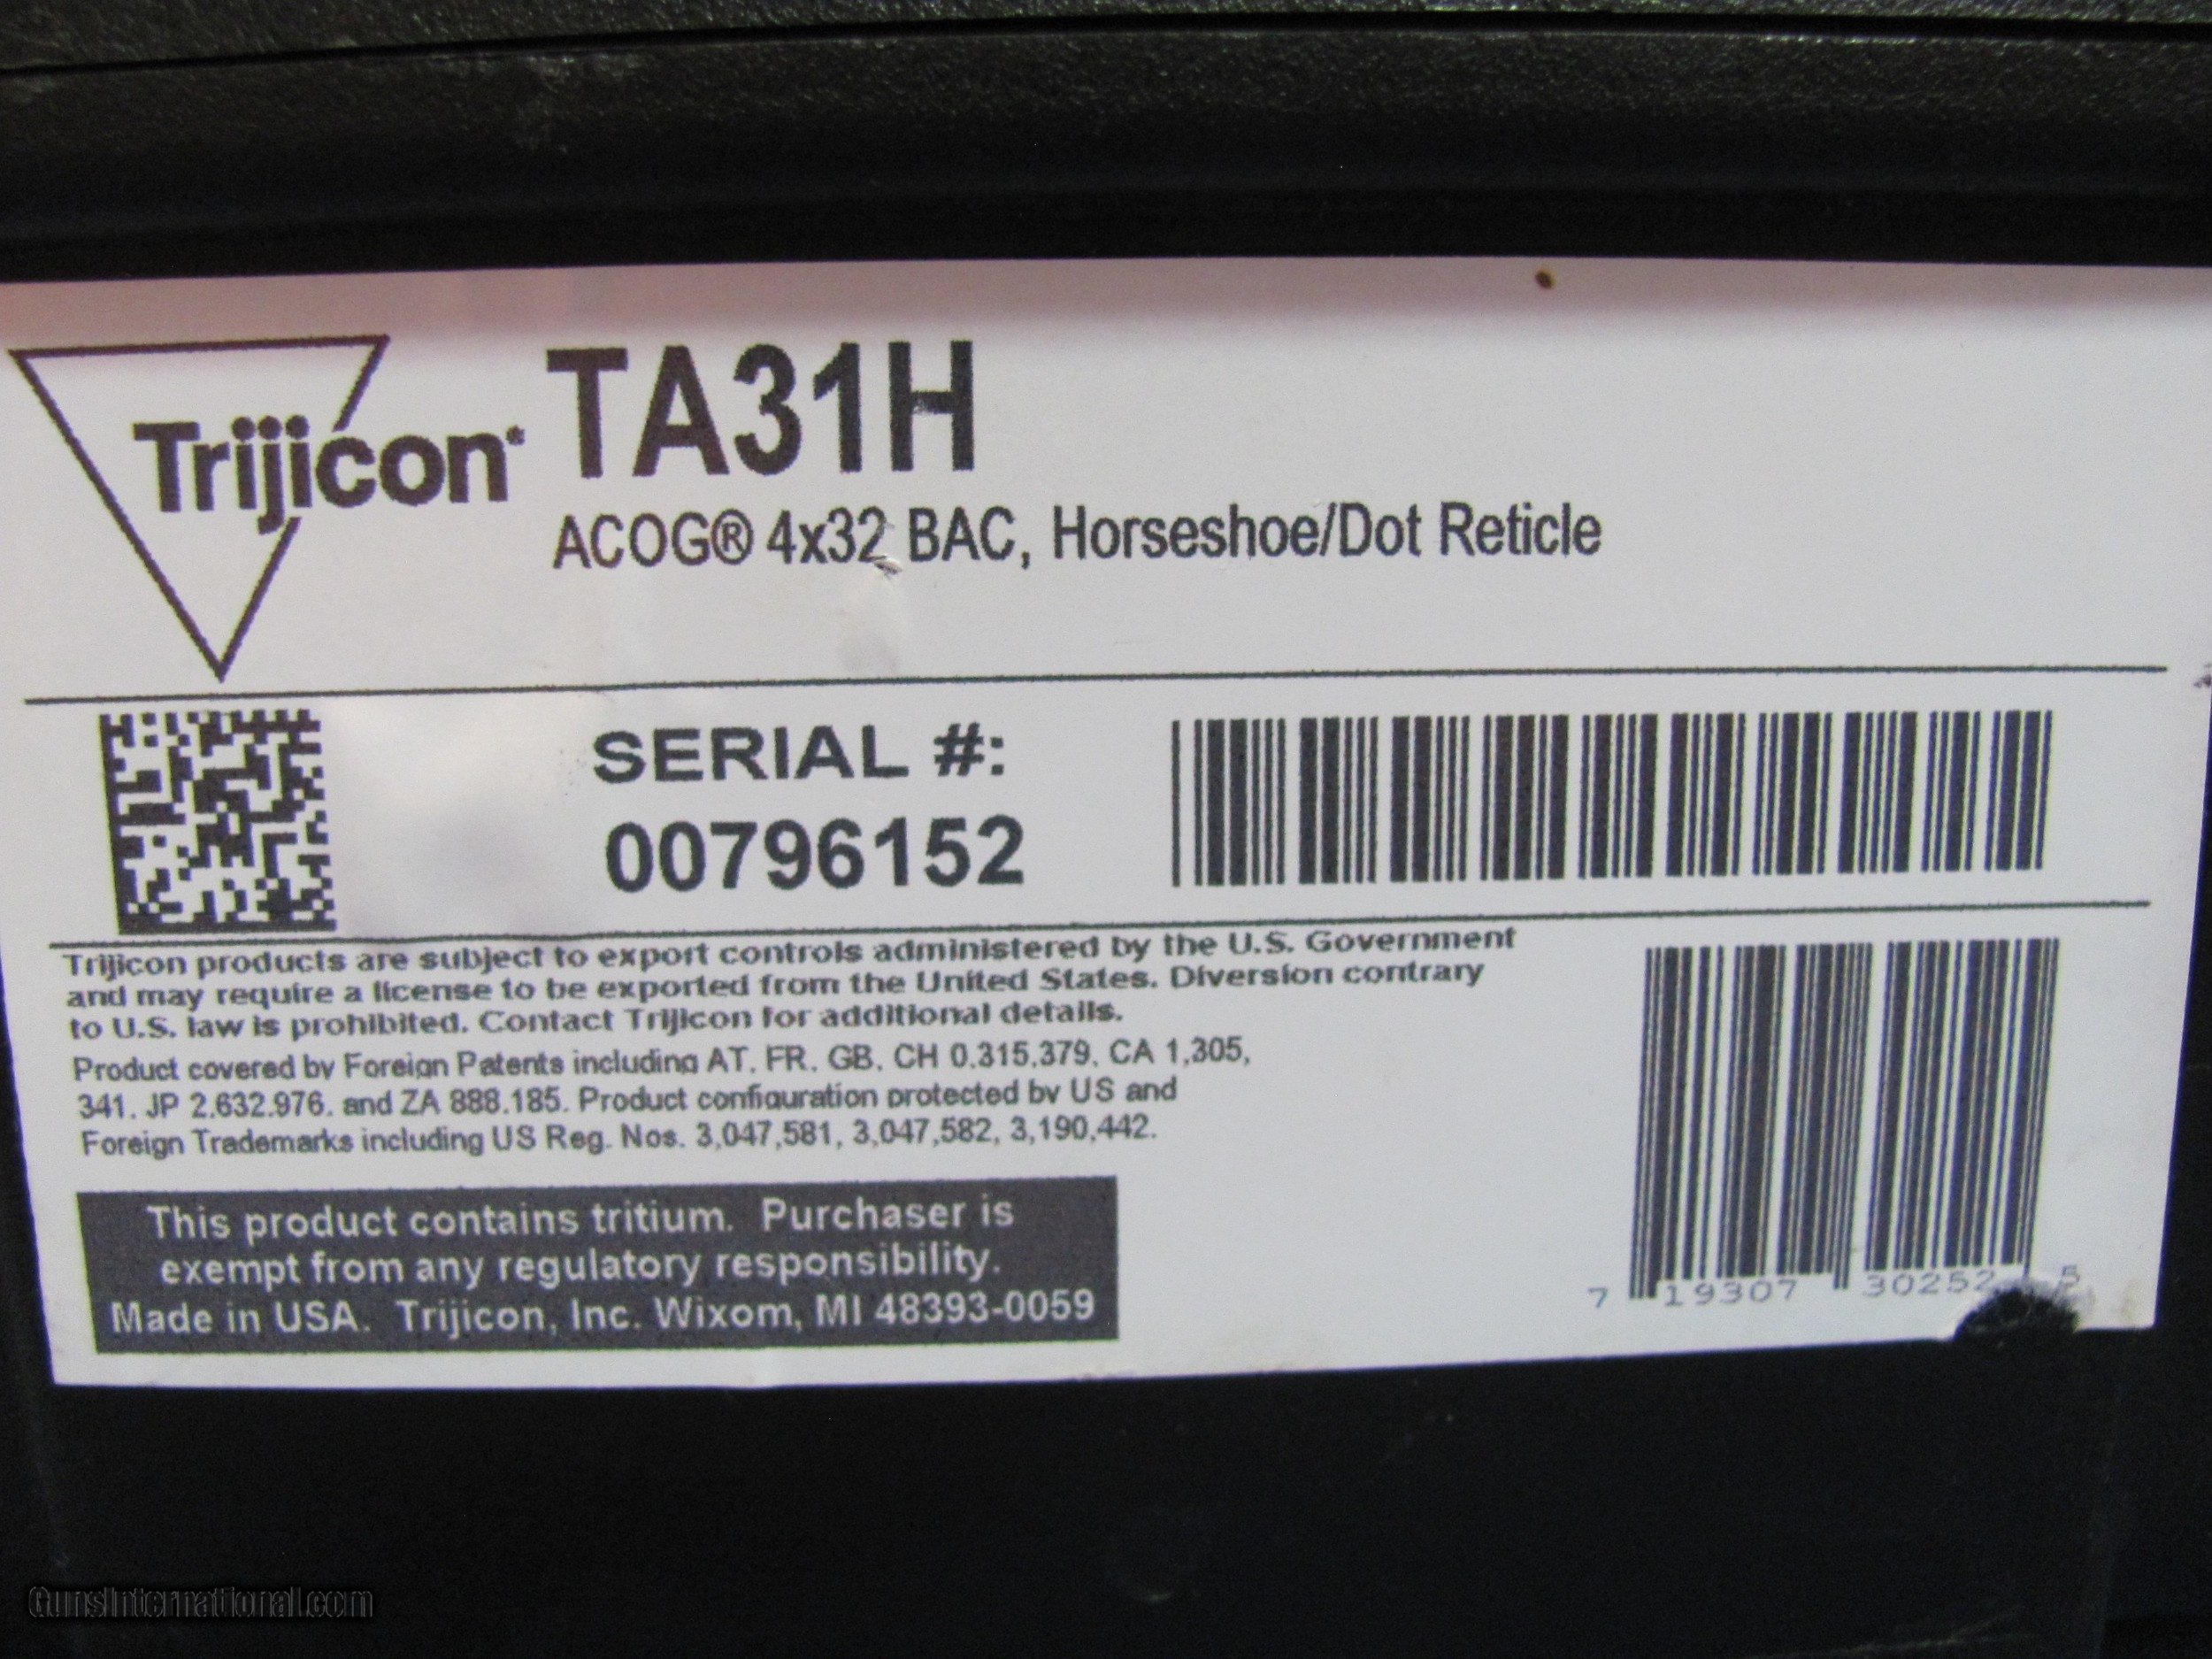 Trijicon
TA31H
ACOG® 4x32 BAC, Horseshoe/Dot Reticle
SERIAL #:
00796152
Trijicon products are subject to export controls administered by the U.S. Government
and may require a license to be exported from the United States. Diversion contrary
to U.S. law is prohibited. Contact Trijicon for additional details.
Product covered by Foreign Patents including AT, FR, GB, CH 0,315,379, CA 1,305,
341, JP 2,632,976, and ZA 888,185. Product configuration protected by US and
Foreign Trademarks including US Reg. Nos. 3,047,581, 3,047,582, 3,190,442.
This product contains tritium. Purchaser is
exempt from any regulatory responsibility.
Made in USA. Trijicon, Inc. Wixom, MI 48393-0059
7 19307 30252 5
GunsInternational.com